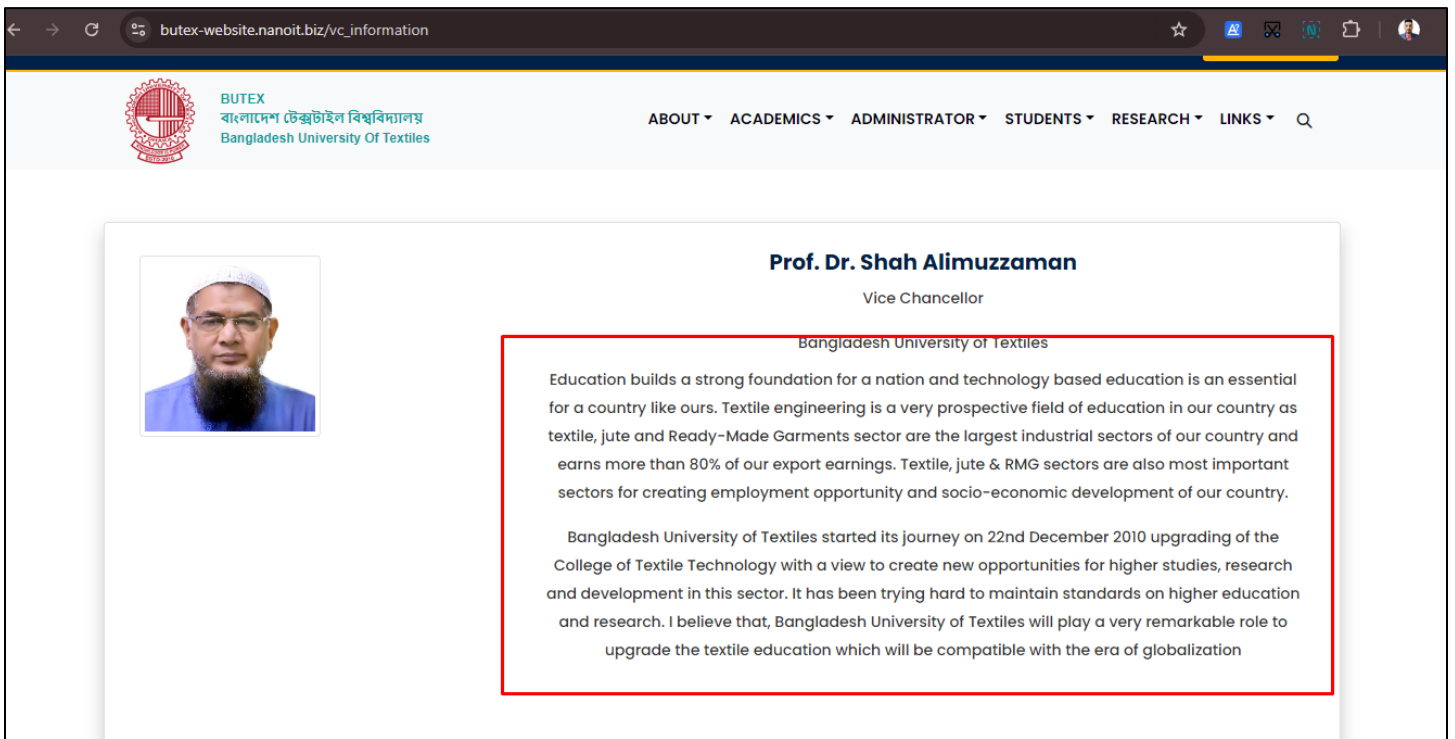 butex-website.nanoit.biz/vc_information
BUTEX
বাংলাদেশ টেক্সটাইল বিশ্ববিদ্যালয়
Bangladesh University Of Textiles
ABOUT ACADEMICS ADMINISTRATOR STUDENTS RESEARCH LINKS
Prof. Dr. Shah Alimuzzaman
Vice Chancellor
Bangladesh University of Textiles
Education builds a strong foundation for a nation and technology based education is an essential
for a country like ours. Textile engineering is a very prospective field of education in our country as
textile, jute and Ready-Made Garments sector are the largest industrial sectors of our country and
earns more than 80% of our export earnings. Textile, jute & RMG sectors are also most important
sectors for creating employment opportunity and socio-economic development of our country.
Bangladesh University of Textiles started its journey on 22nd December 2010 upgrading of the
College of Textile Technology with a view to create new opportunities for higher studies, research
and development in this sector. It has been trying hard to maintain standards on higher education
and research. I believe that, Bangladesh University of Textiles will play a very remarkable role to
upgrade the textile education which will be compatible with the era of globalization